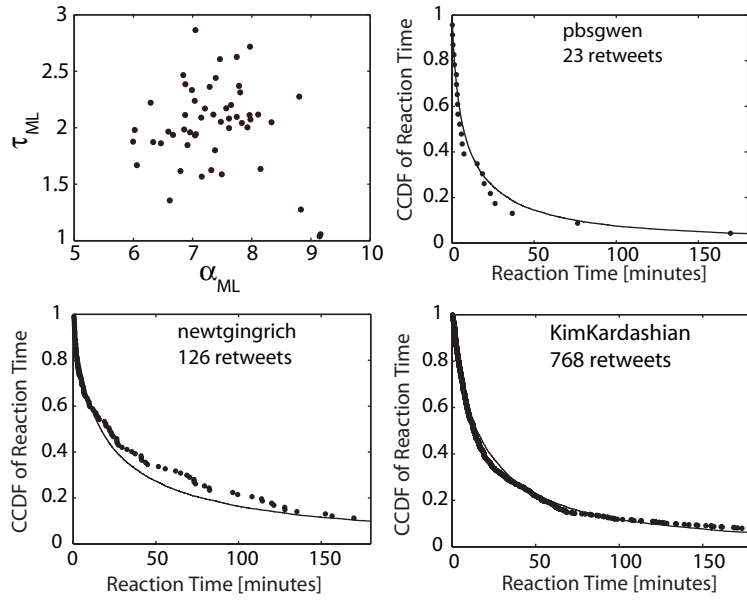 3
2.5
2
1.5
1
5 6 7 8 9 10
τML
αML
pbsgwen
23 retweets
1
0.8
0.6
0.4
0.2
0
0 50 100 150
CCDF of Reaction Time
Reaction Time [minutes]
newtgingrich
126 retweets
1
0.8
0.6
0.4
0.2
0
0 50 100 150
CCDF of Reaction Time
Reaction Time [minutes]
KimKardashian
768 retweets
1
0.8
0.6
0.4
0.2
0
0 50 100 150
CCDF of Reaction Time
Reaction Time [minutes]